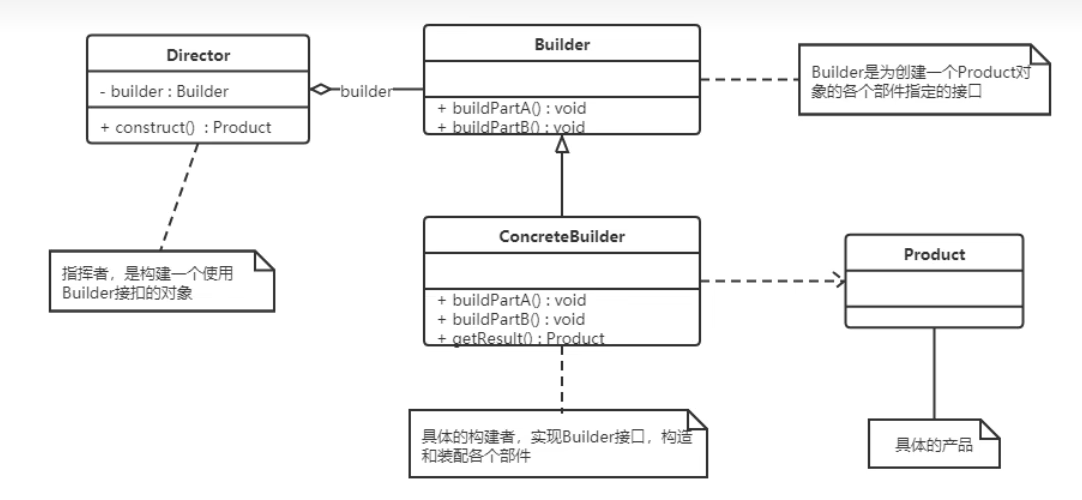 Director
- builder : Builder
+ construct() : Product
builder
Builder
+ buildPartA() : void
+ buildPartB() : void
Builder是为创建一个Product对
象的各个部件指定的接口
指挥者，是构建一个使用
Builder接扣的对象
ConcreteBuilder
+ buildPartA() : void
+ buildPartB() : void
+ getResult() : Product
Product
具体的构建者，实现Builder接口，构造
和装配各个部件
具体的产品